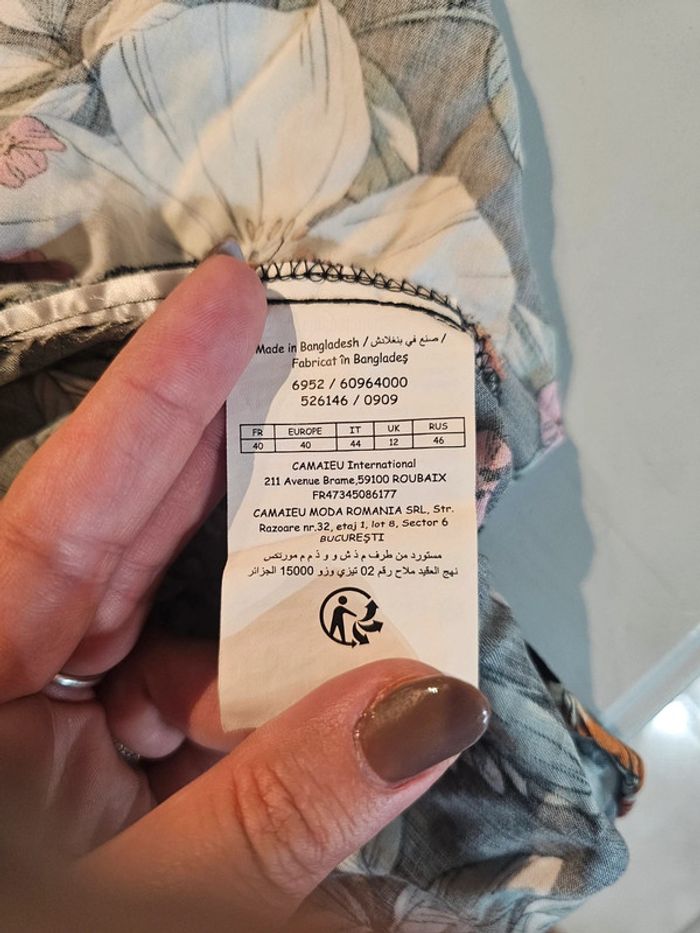 Made in Bangladesh / صنع في بنغلادش /
Fabricat în Bangladeş
6952 / 60964000
526146 / 0909
FR EUROPE IT UK RUS
40 40 44 12 46
CAMAIEU International
211 Avenue Brame,59100 ROUBAIX
FR47345086177
CAMAIEU MODA ROMANIA SRL, Str.
Razoare nr.32, etaj 1, lot 8, Sector 6
BUCUREŞTI
مستورد من طرف م ذ ش و و ذ م م مورتكس
نهج العقيد ملاح رقم 02 تيزي وزو 15000 الجزائر